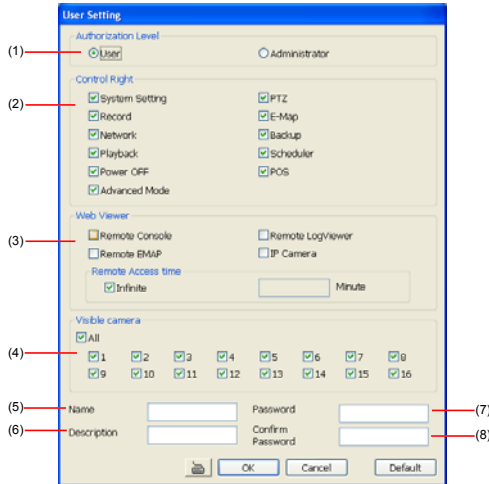 User Setting
Authorization Level
(1) User Administrator
Control Right
System Setting PTZ
(2) Record E-Map
Network Backup
Playback Scheduler
Power OFF POS
Advanced Mode
Web Viewer
(3) Remote Console Remote LogViewer
Remote EMAP IP Camera
Remote Access time
Infinite Minute
Visible camera
All
(4) 1 2 3 4 5 6 7 8
9 10 11 12 13 14 15 16
(5) Name Password (7)
(6) Description Confirm Password (8)
OK Cancel Default